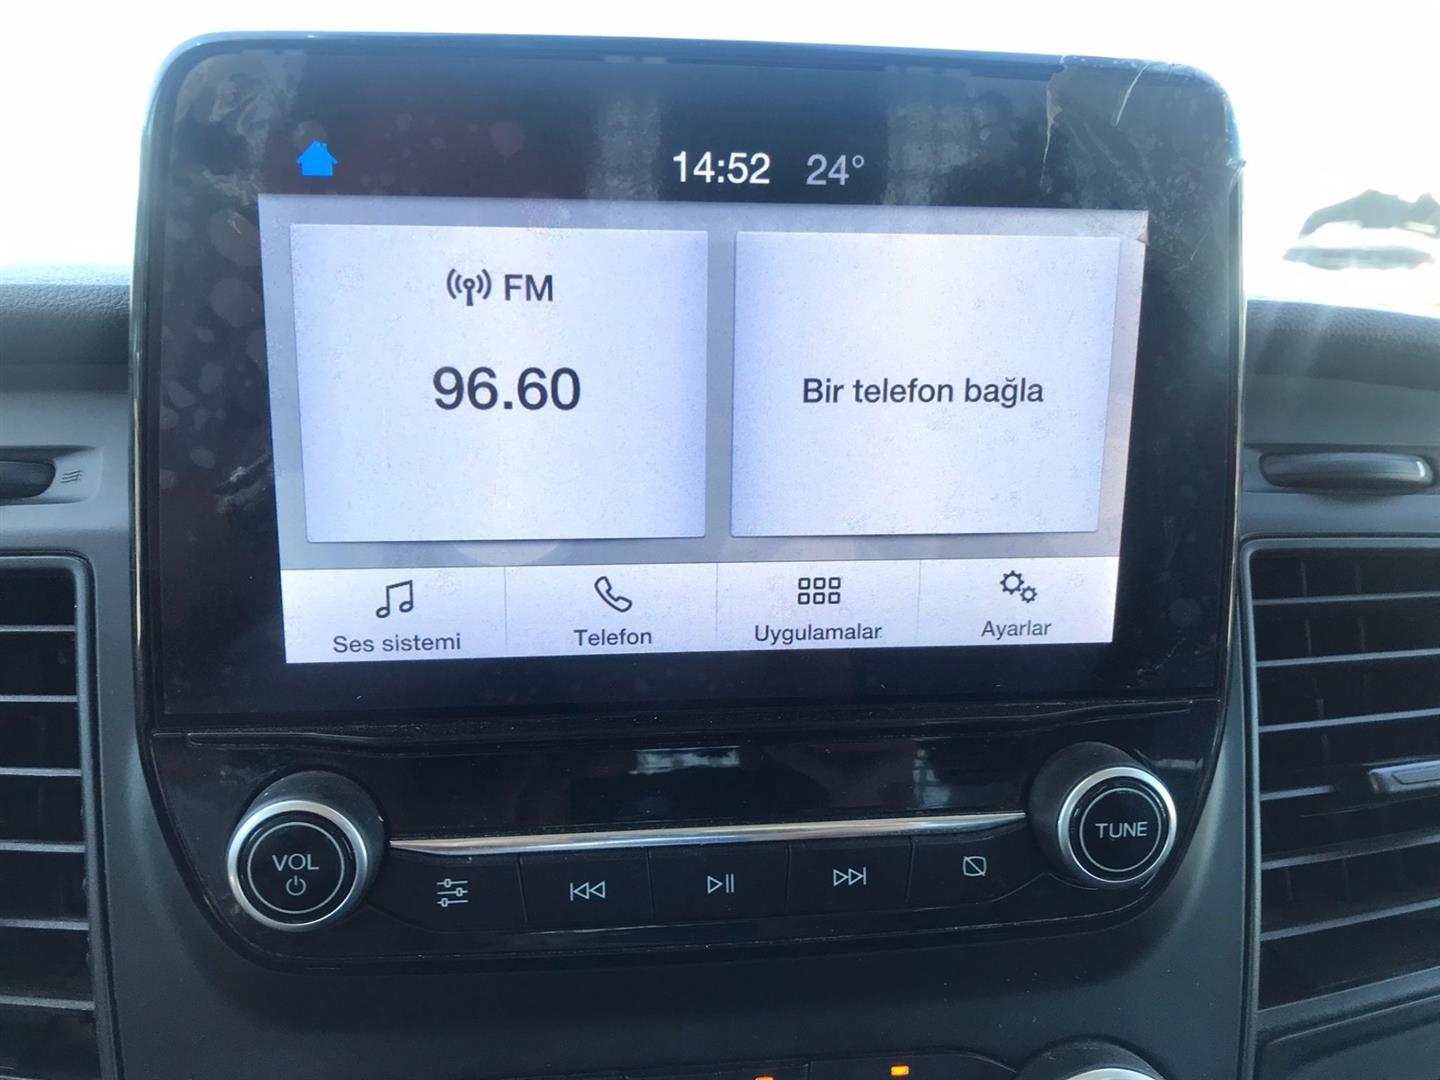 14:52 24°
FM
96.60
Bir telefon bağla
Ses sistemi
Telefon
Uygulamalar
Ayarlar
VOL
TUNE